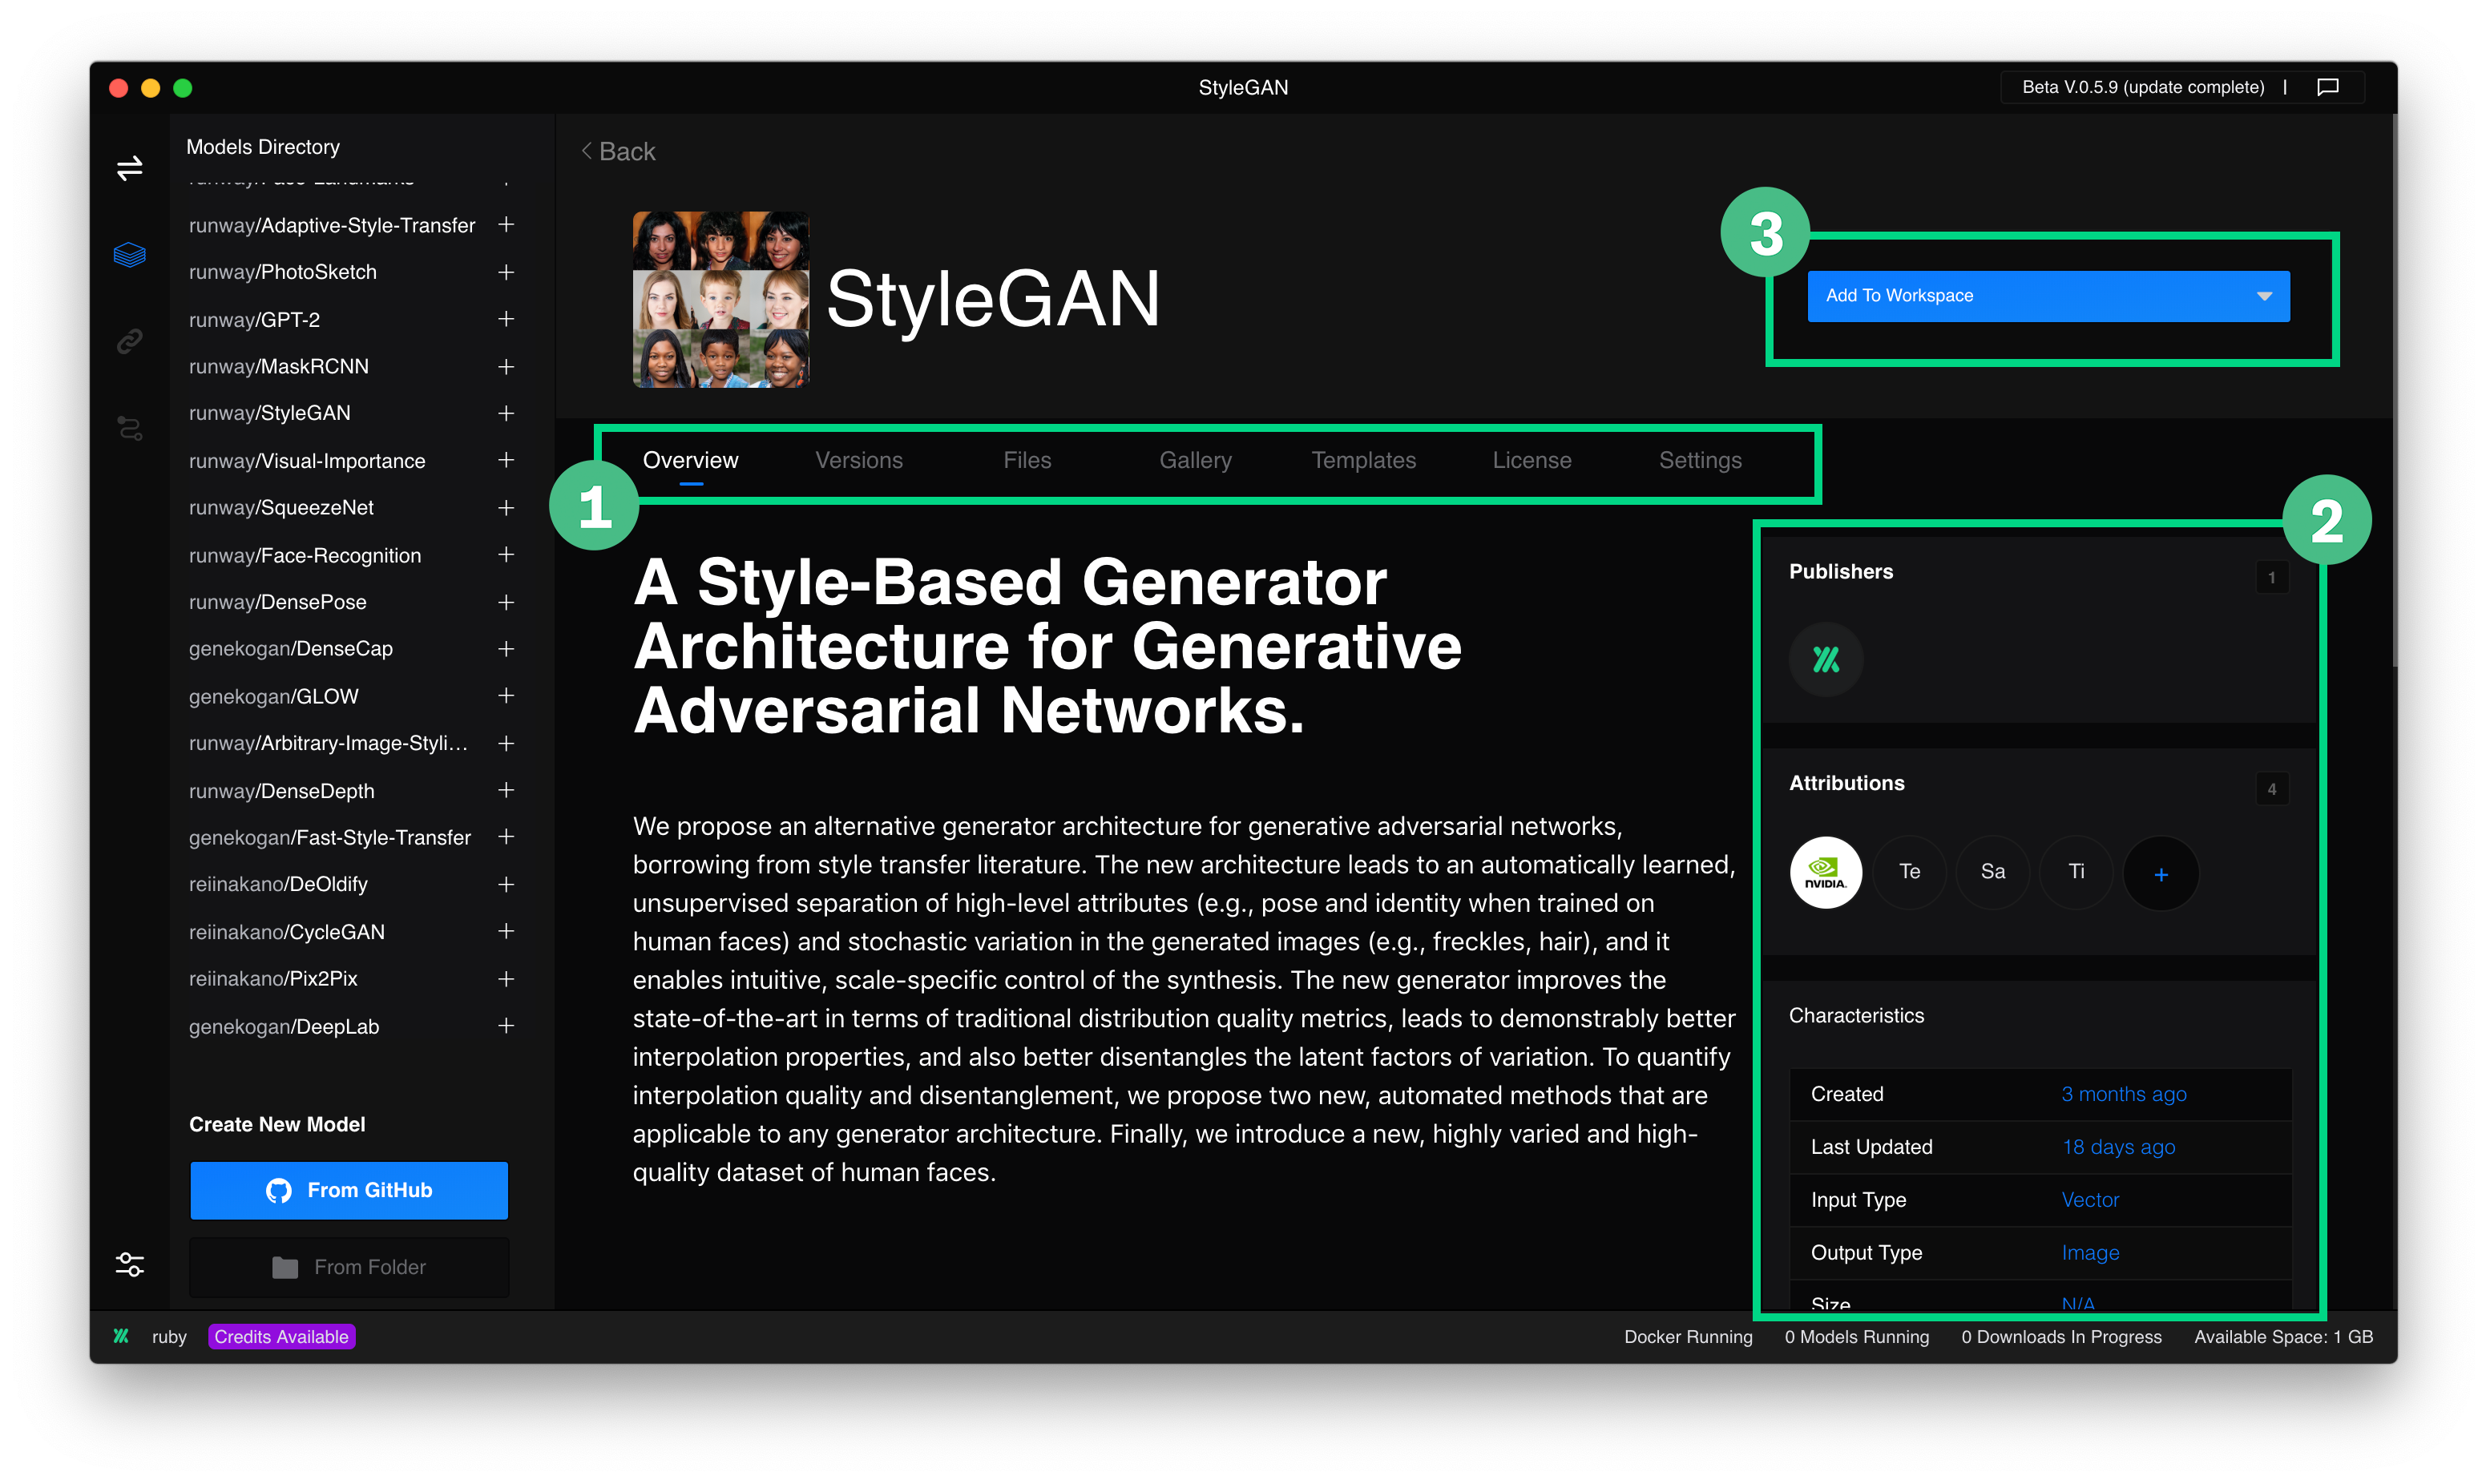 StyleGAN
Beta V.0.5.9 (update complete) |
Models Directory
runway/Face-Landmarks +
runway/Adaptive-Style-Transfer +
runway/PhotoSketch +
runway/GPT-2 +
runway/MaskRCNN +
runway/StyleGAN +
runway/Visual-Importance +
runway/SqueezeNet +
runway/Face-Recognition +
runway/DensePose +
genekogan/DenseCap +
genekogan/GLOW +
runway/Arbitrary-Image-Styli... +
runway/DenseDepth +
genekogan/Fast-Style-Transfer +
reiinakano/DeOldify +
reiinakano/CycleGAN +
reiinakano/Pix2Pix +
genekogan/DeepLab +
Create New Model
From GitHub
From Folder
< Back
StyleGAN
3
Add To Workspace
1
Overview Versions Files Gallery Templates License Settings
A Style-Based Generator
Architecture for Generative
Adversarial Networks.
We propose an alternative generator architecture for generative adversarial networks,
borrowing from style transfer literature. The new architecture leads to an automatically learned,
unsupervised separation of high-level attributes (e.g., pose and identity when trained on
human faces) and stochastic variation in the generated images (e.g., freckles, hair), and it
enables intuitive, scale-specific control of the synthesis. The new generator improves the
state-of-the-art in terms of traditional distribution quality metrics, leads to demonstrably better
interpolation properties, and also better disentangles the latent factors of variation. To quantify
interpolation quality and disentanglement, we propose two new, automated methods that are
applicable to any generator architecture. Finally, we introduce a new, highly varied and high-
quality dataset of human faces.
2
Publishers 1
Attributions 4
NVIDIA. Te Sa Ti +
Characteristics
Created 3 months ago
Last Updated 18 days ago
Input Type Vector
Output Type Image
Size N/A
ruby Credits Available
Docker Running 0 Models Running 0 Downloads In Progress Available Space: 1 GB